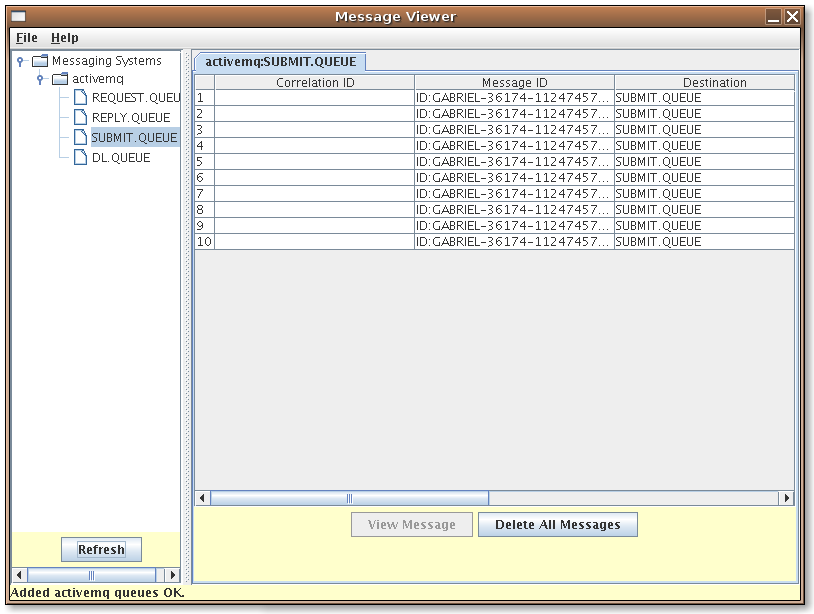 Message Viewer
File Help
Messaging Systems
activemq
REQUEST.QUEU
REPLY.QUEUE
SUBMIT.QUEUE
DL.QUEUE
Refresh
activemq:SUBMIT.QUEUE
Correlation ID Message ID Destination
1 ID:GABRIEL-36174-11247457... SUBMIT.QUEUE
2 ID:GABRIEL-36174-11247457... SUBMIT.QUEUE
3 ID:GABRIEL-36174-11247457... SUBMIT.QUEUE
4 ID:GABRIEL-36174-11247457... SUBMIT.QUEUE
5 ID:GABRIEL-36174-11247457... SUBMIT.QUEUE
6 ID:GABRIEL-36174-11247457... SUBMIT.QUEUE
7 ID:GABRIEL-36174-11247457... SUBMIT.QUEUE
8 ID:GABRIEL-36174-11247457... SUBMIT.QUEUE
9 ID:GABRIEL-36174-11247457... SUBMIT.QUEUE
10 ID:GABRIEL-36174-11247457... SUBMIT.QUEUE
View Message Delete All Messages
Added activemq queues OK.